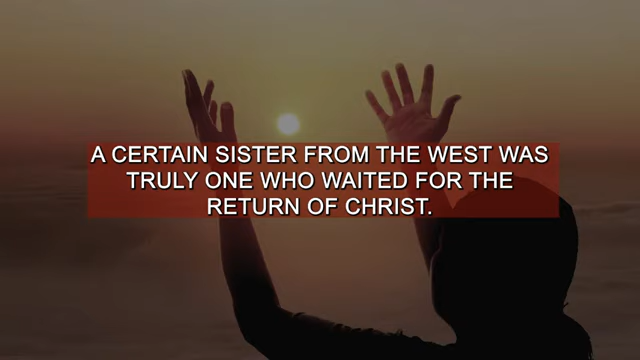 A CERTAIN SISTER FROM THE WEST WAS
TRULY ONE WHO WAITED FOR THE
RETURN OF CHRIST.